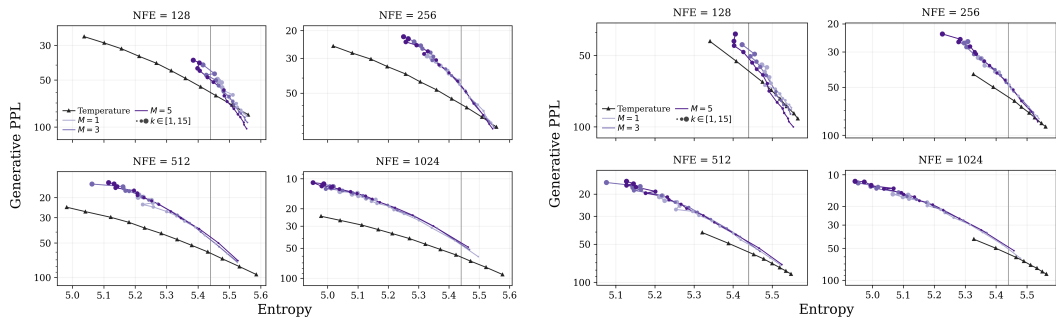 NFE = 128
NFE = 256
30
50
100
20
50
Temperature
M = 1
M = 3
M = 5
k ∈ [1, 15]
NFE = 512
NFE = 1024
20
30
50
100
10
20
30
50
100
5.0 5.1 5.2 5.3 5.4 5.5 5.6
5.0 5.1 5.2 5.3 5.4 5.5 5.6
Generative PPL
Entropy
NFE = 128
NFE = 256
50
100
20
30
50
100
Temperature
M = 1
M = 3
M = 5
k ∈ [1, 15]
NFE = 512
NFE = 1024
20
30
50
100
10
20
30
50
100
5.1 5.2 5.3 5.4 5.5
5.0 5.1 5.2 5.3 5.4 5.5
Generative PPL
Entropy